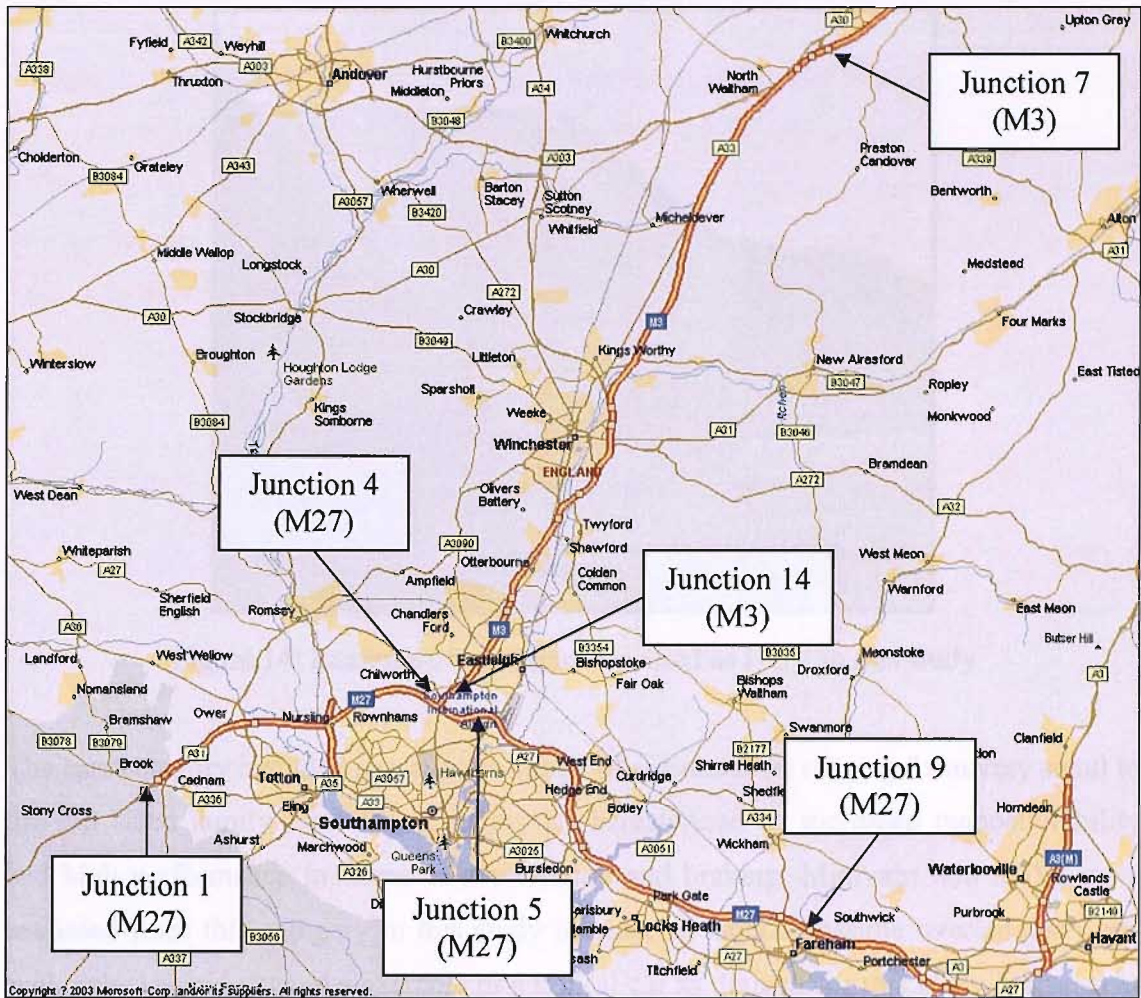 A30
Upton Grey
Fyfield
A342
Weyhill
B3400
Whitchurch
A338
A303
Andover
Hurstbourne
Priors
Thruxton
Middleton
A34
North
Waltham
Junction 7
(M3)
B3048
Cholderton
Grateley
A343
A303
A33
Preston
Candover
A339
B3084
Wherwell
Barton
Stacey
Sutton
Scotney
Bentworth
A3057
B3420
Whitfield
Micheldever
Alton
Middle Wallop
Longstock
A30
A31
Medstead
A272
Stockbridge
Crawley
A30
M3
Four Marks
B3049
Winterslow
Broughton
Houghton Lodge
Gardens
Littleton
Kings Worthy
New Alresford
East Tisted
Sparsholt
B3047
Ropley
Kings
Somborne
Weeke
Monkwood
B3084
Winchester
A31
B3046
ENGLAND
Bramdean
Junction 4
(M27)
West Dean
Olivers
Battery
A272
A32
Twyford
Whiteparish
A3090
Otterbourne
Shawford
West Meon
A27
Ampfield
Colden
Common
Junction 14
(M3)
Warnford
Sherfield
English
Romsey
Chandlers
Ford
East Meon
A36
M3
Butser Hill
Landford
West Wellow
Eastleigh
B3354
Bishopstoke
B3035
Meonstoke
Droxford
Chilworth
Fair Oak
Nomansland
Southampton
International
Bishops
Waltham
Bramshaw
Ower
M27
Nursling
Rownhams
Swanmore
B3078
B3079
A31
A27
West End
B2177
Clanfield
Brook
Hawthorns
Curdridge
Shirrell Heath
Junction 9
(M27)
Cadnam
Totton
A3057
Hedge End
A336
A35
A33
Botley
Horndean
Stony Cross
Eling
Southampton
A334
Ashurst
Marchwood
Queens
Park
A3025
A3051
Wickham
Waterlooville
A3(M)
A326
Bursledon
Junction 1
(M27)
Junction 5
(M27)
Park Gate
Rowlands
Castle
M27
Southwick
Purbrook
B2149
Locks Heath
B3056
Fareham
Havant
A337
A27
Titchfield
Portchester
A3
A27
Copyright ? 2003 Microsoft Corp. and/or its suppliers. All rights reserved.